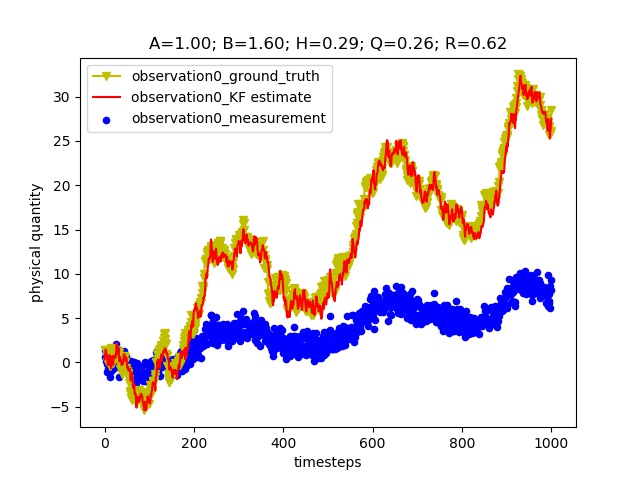 A=1.00; B=1.60; H=0.29; Q=0.26; R=0.62
observation0_ground_truth
observation0_KF estimate
observation0_measurement
physical quantity
30
25
20
15
10
5
0
−5
0 200 400 600 800 1000
timesteps